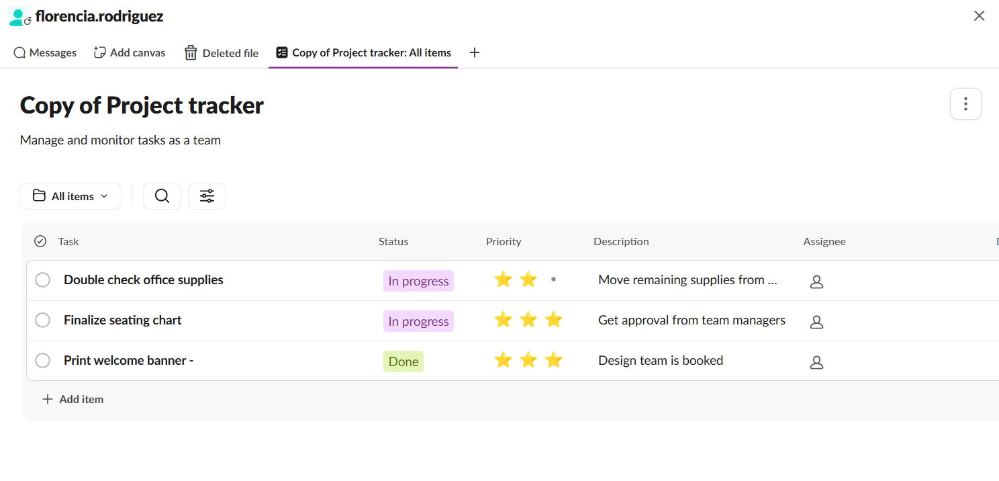 florencia.rodriguez
Messages Add canvas Deleted file Copy of Project tracker: All items
Copy of Project tracker
Manage and monitor tasks as a team
All items
Task Status Priority Description Assignee
Double check office supplies In progress Move remaining supplies from ...
Finalize seating chart In progress Get approval from team managers
Print welcome banner - Done Design team is booked
Add item